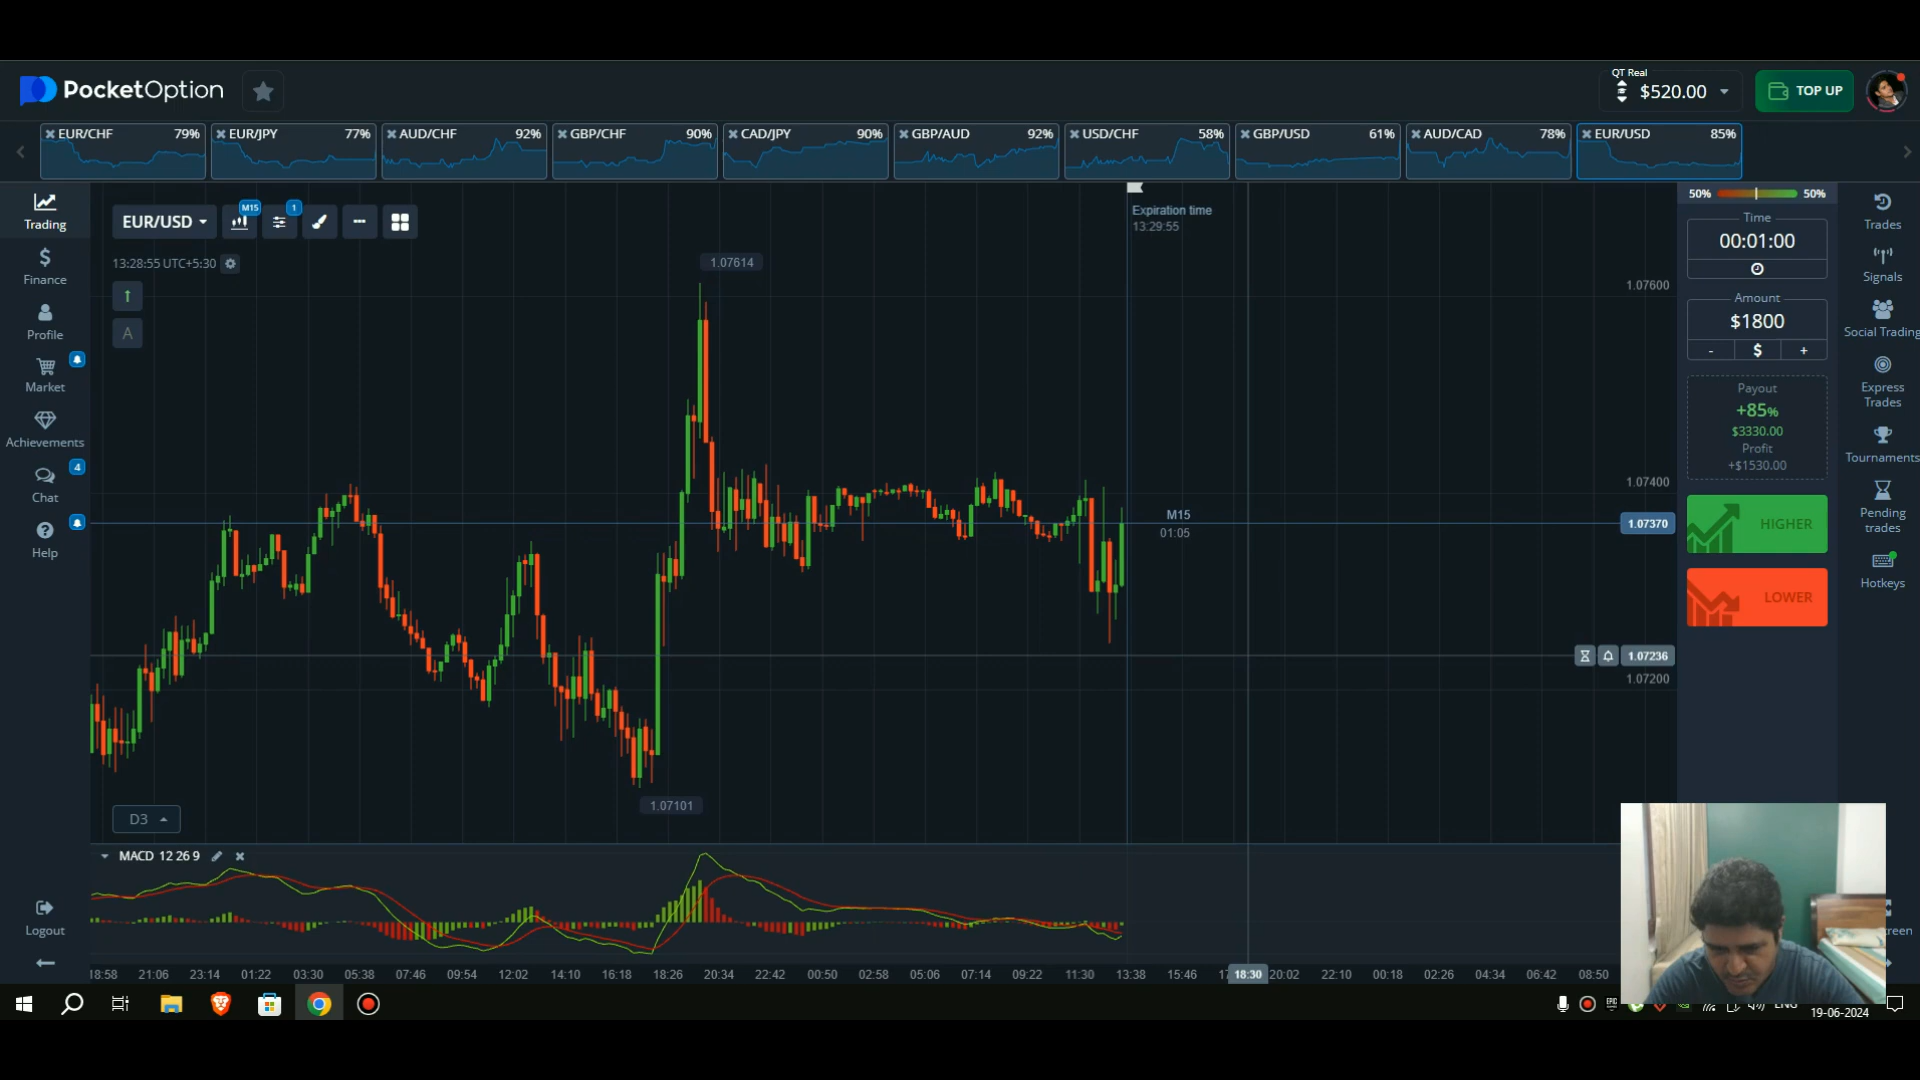 PocketOption
QT Real
$520.00
TOP UP
EUR/CHF 79%
EUR/JPY 77%
AUD/CHF 92%
GBP/CHF 90%
CAD/JPY 90%
GBP/AUD 92%
USD/CHF 58%
GBP/USD 61%
AUD/CAD 78%
EUR/USD 85%
Trading
Finance
Profile
Market
Achievements
4
Chat
Help
Logout
EUR/USD
M15
1
13:28:55 UTC+5:30
A
1.07614
Expiration time
13:29:55
1.07600
1.07400
M15
01:05
1.07370
1.07236
1.07200
1.07101
D3
MACD 12 26 9
18:58 21:06 23:14 01:22 03:30 05:38 07:46 09:54 12:02 14:10 16:18 18:26 20:34 22:42 00:50 02:58 05:06 07:14 09:22 11:30 13:38 15:46 18:30 20:02 22:10 00:18 02:26 04:34 06:42 08:50
50% 50%
Time
00:01:00
Amount
$1800
- $ +
Payout
+85%
$3330.00
Profit
+$1530.00
HIGHER
LOWER
Trades
Signals
Social Trading
Express
Trades
Tournaments
Pending
trades
Hotkeys
19-06-2024